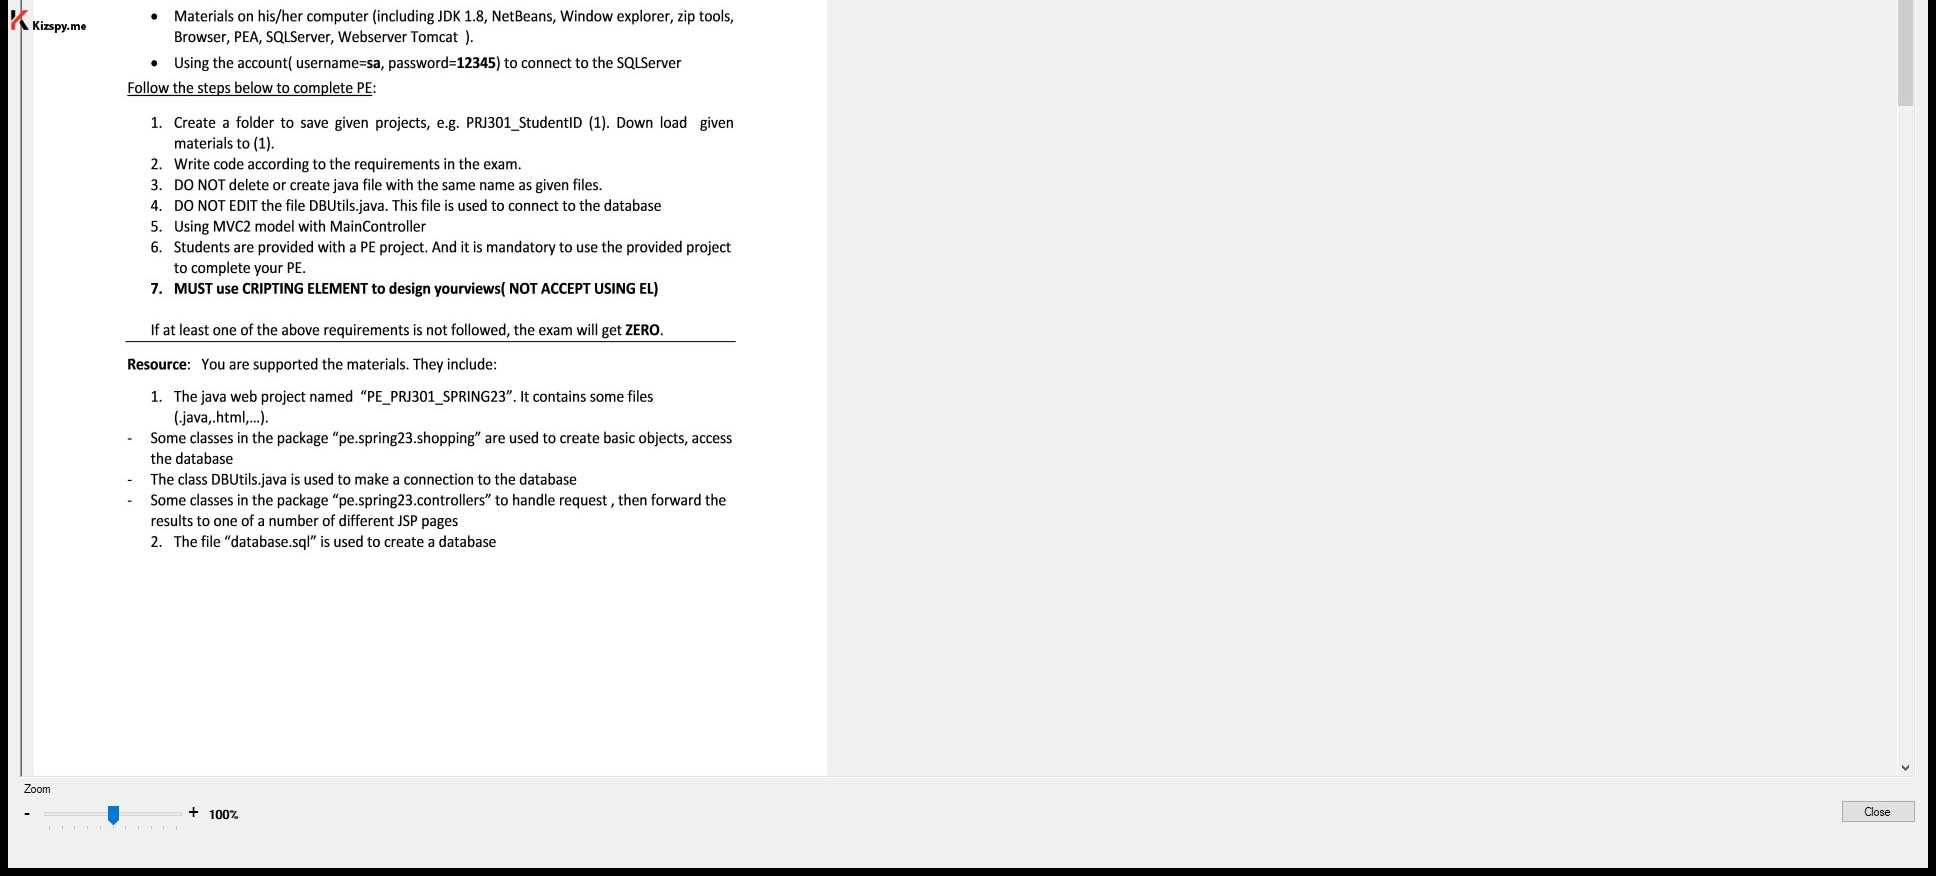 Kizspy.me
• Materials on his/her computer (including JDK 1.8, NetBeans, Window explorer, zip tools,
Browser, PEA, SQLServer, Webserver Tomcat ).
• Using the account( username=sa, password=12345) to connect to the SQLServer
Follow the steps below to complete PE:
1. Create a folder to save given projects, e.g. PRJ301_StudentID (1). Down load given
materials to (1).
2. Write code according to the requirements in the exam.
3. DO NOT delete or create java file with the same name as given files.
4. DO NOT EDIT the file DBUtils.java. This file is used to connect to the database
5. Using MVC2 model with MainController
6. Students are provided with a PE project. And it is mandatory to use the provided project
to complete your PE.
7. MUST use CRIPTING ELEMENT to design yourviews( NOT ACCEPT USING EL)
If at least one of the above requirements is not followed, the exam will get ZERO.
Resource: You are supported the materials. They include:
1. The java web project named “PE_PRJ301_SPRING23”. It contains some files
(.java,.html,...).
- Some classes in the package “pe.spring23.shopping” are used to create basic objects, access
the database
- The class DBUtils.java is used to make a connection to the database
- Some classes in the package “pe.spring23.controllers” to handle request , then forward the
results to one of a number of different JSP pages
2. The file “database.sql” is used to create a database
Zoom
- + 100%
Close